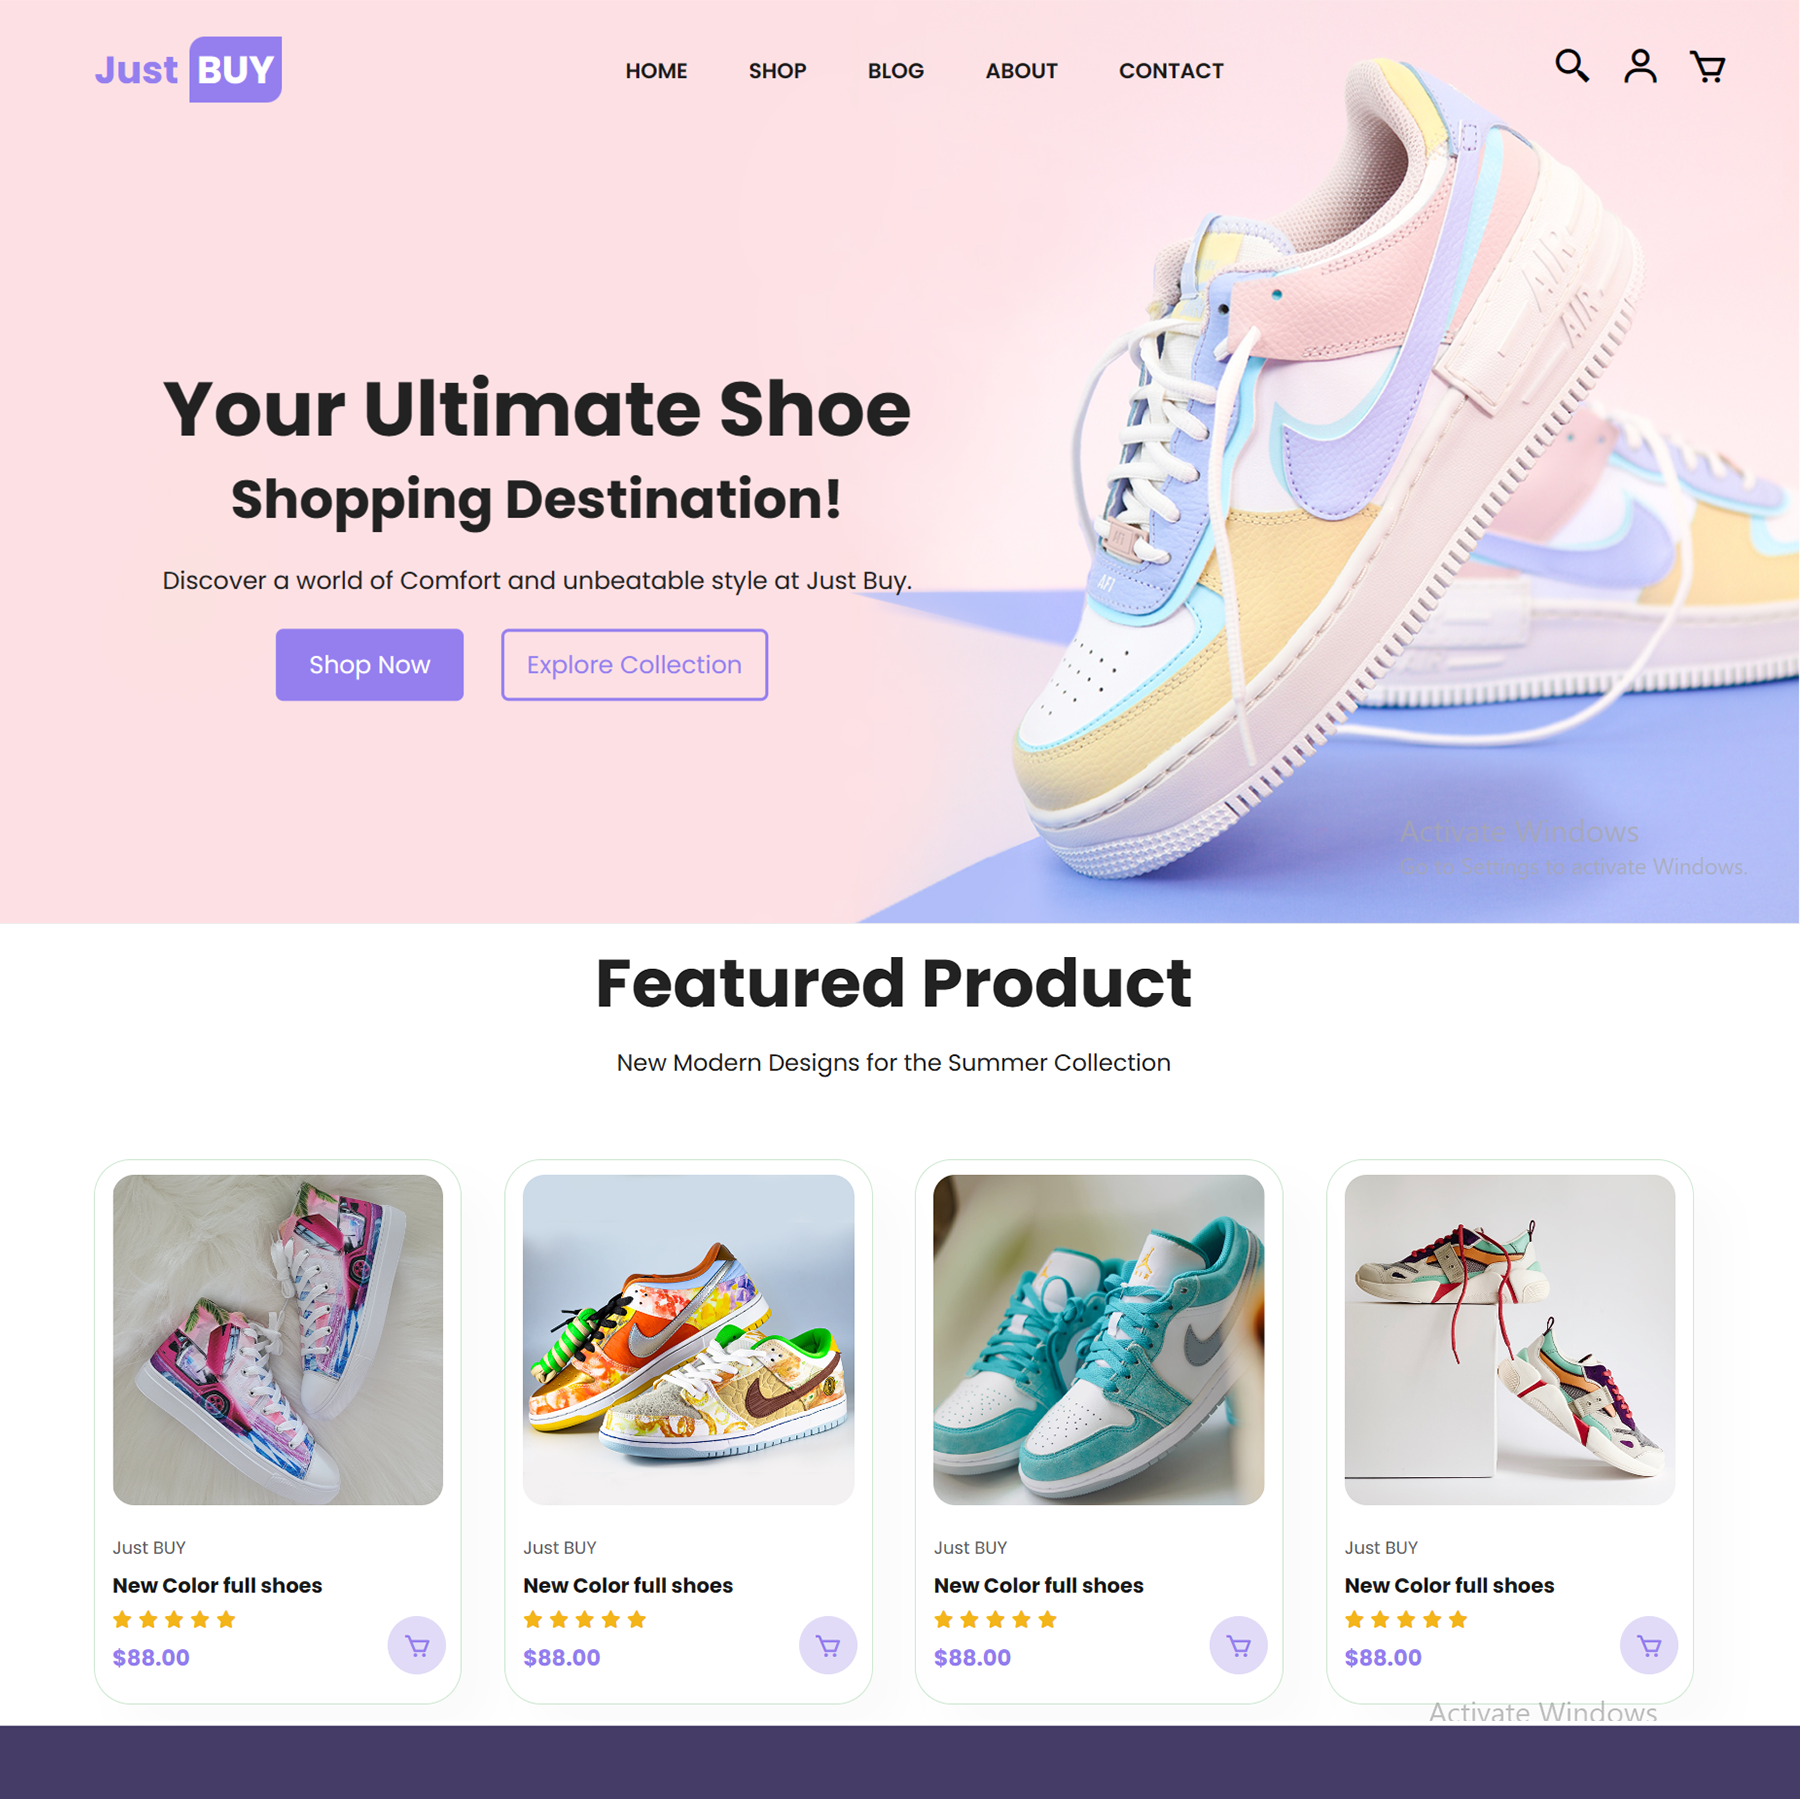 Just BUY
HOME SHOP BLOG ABOUT CONTACT
AIR
AIR
Your Ultimate Shoe
Shopping Destination!
Discover a world of Comfort and unbeatable style at Just Buy.
Shop Now Explore Collection
AF1
Activate Windows
Go to Settings to activate Windows.
Featured Product
New Modern Designs for the Summer Collection
Just BUY
New Color full shoes
$88.00
Just BUY
New Color full shoes
$88.00
Just BUY
New Color full shoes
$88.00
Just BUY
New Color full shoes
$88.00
Activate Windows